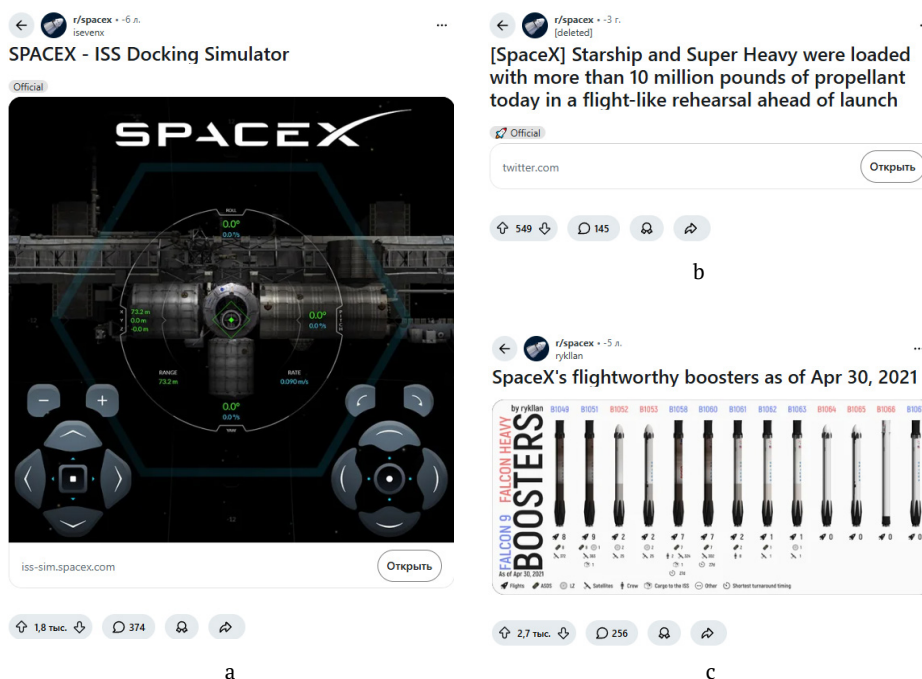 r/spacex • -6 л.
isevenx
SPACEX - ISS Docking Simulator
Official
SPACEX
ROLL
0.0°
0.0 °/s
X 73.2 m
Y 0.0 m
Z -0.0 m
0.0°
0.0 °/s
PITCH
RANGE
73.2 m
RATE
0.090 m/s
0.0°
0.0 °/s
YAW
iss-sim.spacex.com
Открыть
1,8 тыс.
374
a
r/spacex • -3 г.
[deleted]
[SpaceX] Starship and Super Heavy were loaded
with more than 10 million pounds of propellant
today in a flight-like rehearsal ahead of launch
Official
twitter.com
Открыть
549
145
b
r/spacex • -5 л.
rykllan
SpaceX's flightworthy boosters as of Apr 30, 2021
by rykllan
FALCON 9 FALCON HEAVY
BOOSTERS
As of Apr 30, 2021
B1049 B1051 B1052 B1053 B1058 B1060 B1061 B1062 B1063 B1064 B1065 B1066 B106
8 9 2 2 7 7 2 1 1 0 0 0 0
Flights ASDS LZ Satellites Crew Cargo to the ISS Other Shortest turnaround timing
2,7 тыс.
256
c